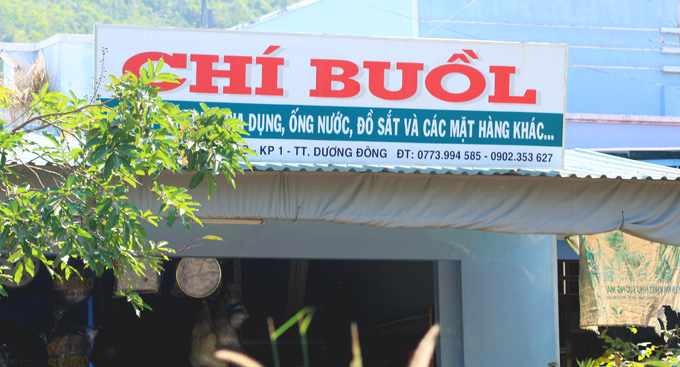 CHÍ BUỒL
DỤNG, ỐNG NƯỚC, ĐỒ SẮT VÀ CÁC MẶT HÀNG KHÁC...
KP 1 - TT. DƯƠNG ĐÔNG ĐT: 0773.994 585 - 0902.353 627